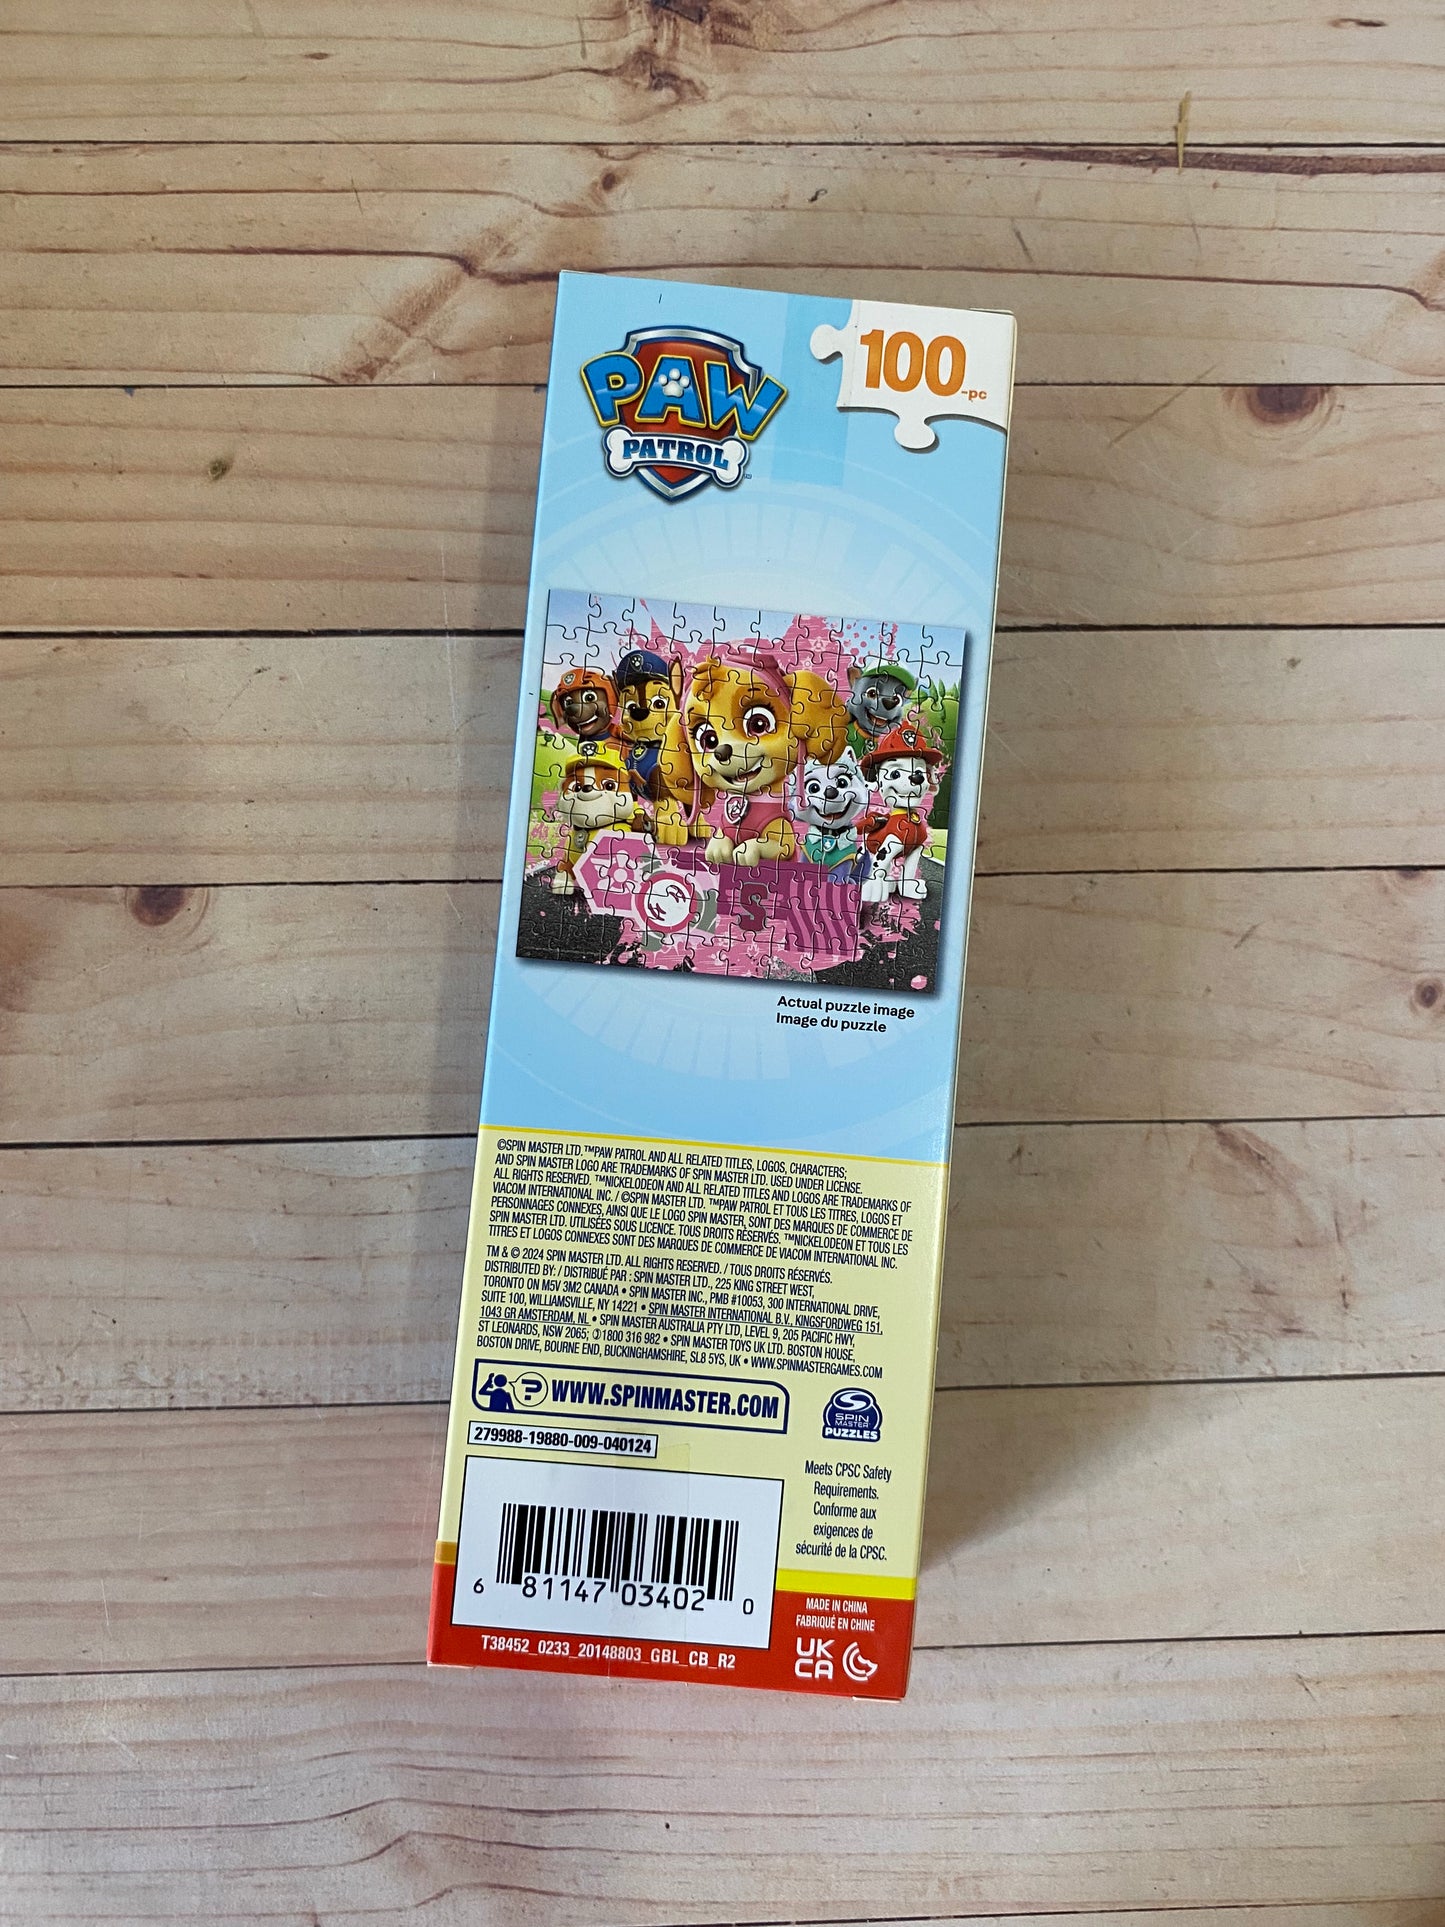 PAW
PATROL
100-pc
Actual puzzle image
Image du puzzle
©SPIN MASTER LTD. ™PAW PATROL AND ALL RELATED TITLES, LOGOS, CHARACTERS;
AND SPIN MASTER LOGO ARE TRADEMARKS OF SPIN MASTER LTD. USED UNDER LICENSE.
ALL RIGHTS RESERVED. ™NICKELODEON AND ALL RELATED TITLES AND LOGOS ARE TRADEMARKS OF
VIACOM INTERNATIONAL INC. / ©SPIN MASTER LTD. ™PAW PATROL ET TOUS LES TITRES, LOGOS ET
PERSONNAGES CONNEXES, AINSI QUE LE LOGO SPIN MASTER, SONT DES MARQUES DE COMMERCE DE
SPIN MASTER LTD. UTILISÉES SOUS LICENCE. TOUS DROITS RÉSERVÉS. ™NICKELODEON ET TOUS LES
TITRES ET LOGOS CONNEXES SONT DES MARQUES DE COMMERCE DE VIACOM INTERNATIONAL INC.
TM & © 2024 SPIN MASTER LTD. ALL RIGHTS RESERVED. / TOUS DROITS RÉSERVÉS.
DISTRIBUTED BY: / DISTRIBUÉ PAR : SPIN MASTER LTD., 225 KING STREET WEST,
TORONTO ON M5V 3M2 CANADA • SPIN MASTER INC., PMB #10053, 300 INTERNATIONAL DRIVE,
SUITE 100, WILLIAMSVILLE, NY 14221 • SPIN MASTER INTERNATIONAL B.V., KINGSFORDWEG 151,
1043 GR AMSTERDAM, NL • SPIN MASTER AUSTRALIA PTY LTD, LEVEL 9, 205 PACIFIC HWY,
ST LEONARDS, NSW 2065; 1800 316 982 • SPIN MASTER TOYS UK LTD. BOSTON HOUSE,
BOSTON DRIVE, BOURNE END, BUCKINGHAMSHIRE, SL8 5YS, UK • WWW.SPINMASTERGAMES.COM
? WWW.SPINMASTER.COM
SPIN
MASTER
PUZZLES
279988-19880-009-040124
Meets CPSC Safety
Requirements.
Conforme aux
exigences de
sécurité de la CPSC.
6 81147 03402 0
MADE IN CHINA
FABRIQUÉ EN CHINE
T38452_0233_20148803_GBL_CB_R2
UK
CA